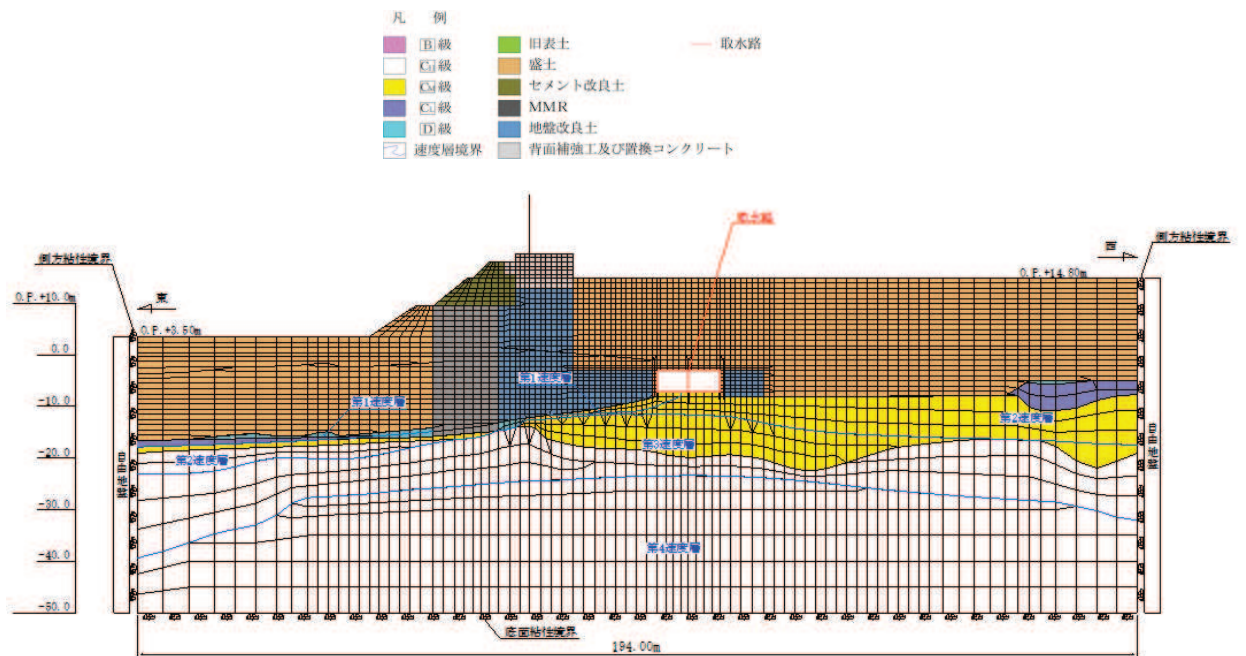 凡 例
B級
CH級
CM級
CL級
D級
速度層境界
旧表土
盛土
セメント改良土
MMR
地盤改良土
背面補強工及び置換コンクリート
取水路
取水路
側方粘性境界
側方粘性境界
西
東
O.P.+14.80m
O.P.+10.0m
O.P.+3.50m
0.0
-10.0
-20.0
-30.0
-40.0
-50.0
第1速度層
第1速度層
第2速度層
第2速度層
第3速度層
第4速度層
底面粘性境界
194.00m